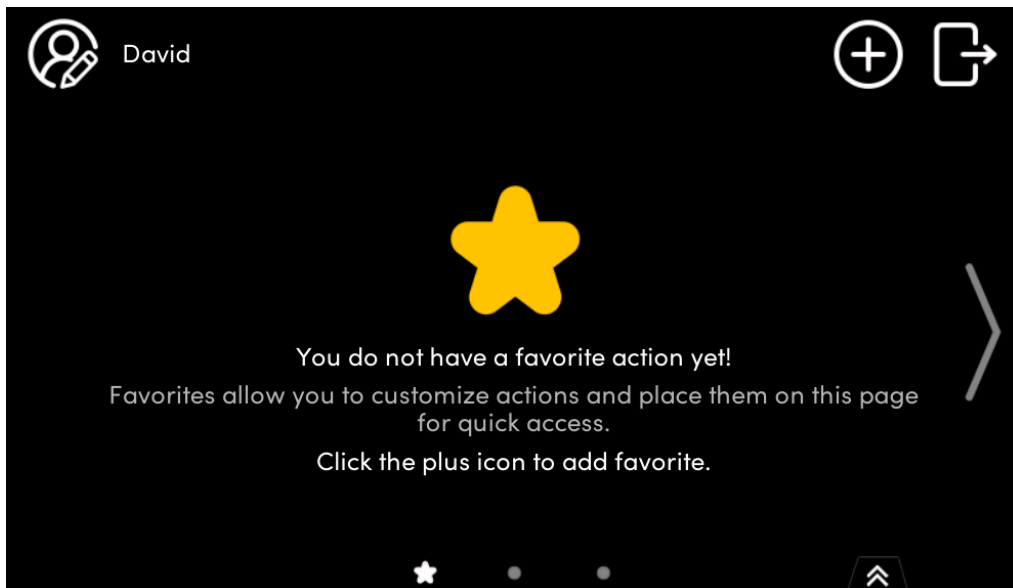 David
You do not have a favorite action yet!
Favorites allow you to customize actions and place them on this page
for quick access.
Click the plus icon to add favorite.